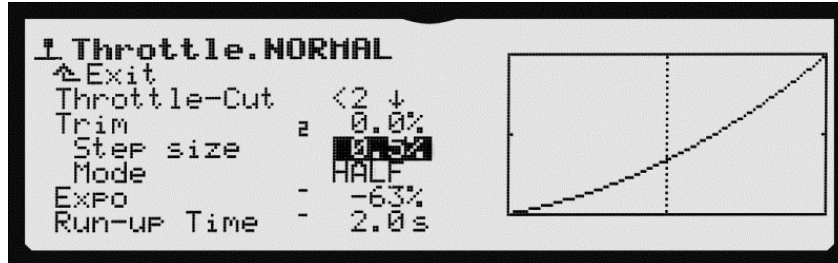 Throttle.NORMAL
Exit
Throttle-Cut <2 ↓
Trim 2 0.0%
Step size 0.5%
Mode HALF
Expo - -63%
Run-up Time - 2.0s